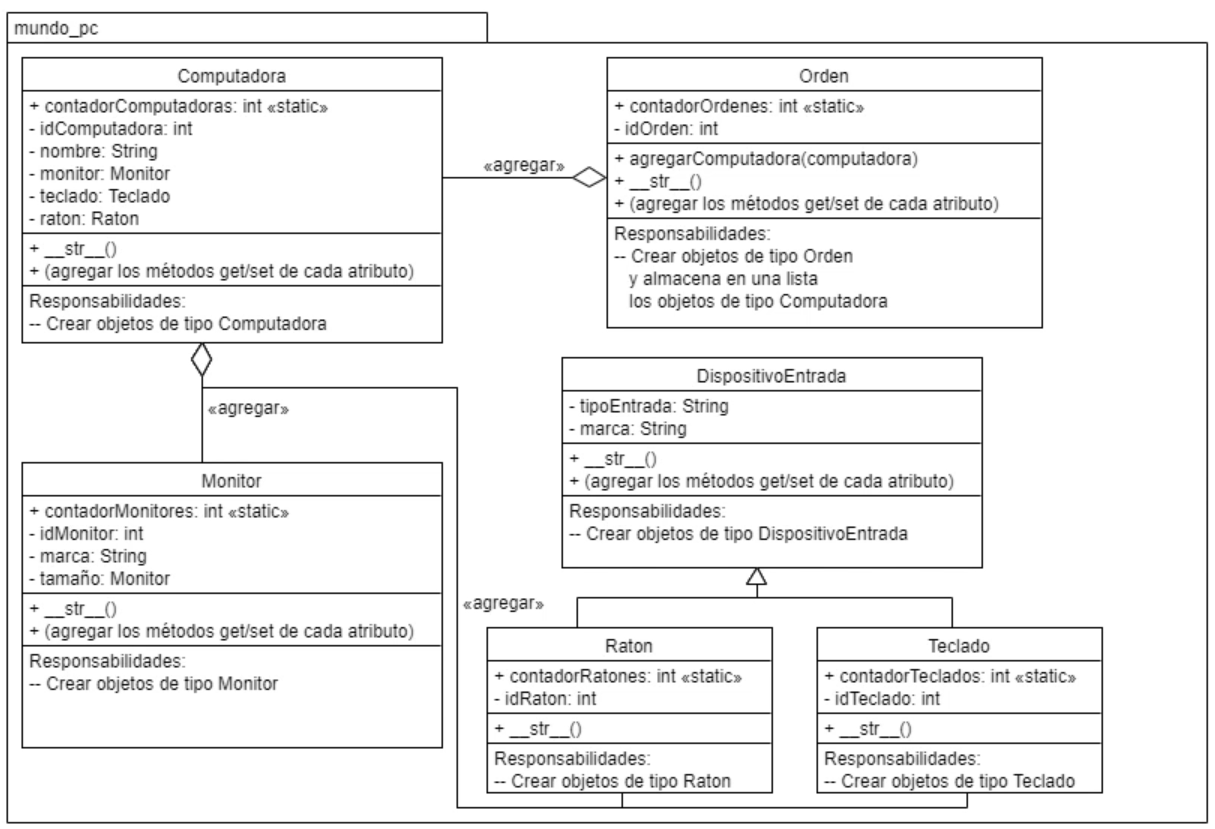 mundo_pc
Computadora
+ contadorComputadoras: int «static»
- idComputadora: int
- nombre: String
- monitor: Monitor
- teclado: Teclado
- raton: Raton
+ __str__()
+ (agregar los métodos get/set de cada atributo)
Responsabilidades:
-- Crear objetos de tipo Computadora
«agregar»
Orden
+ contadorOrdenes: int «static»
- idOrden: int
+ agregarComputadora(computadora)
+ __str__()
+ (agregar los métodos get/set de cada atributo)
Responsabilidades:
-- Crear objetos de tipo Orden
y almacena en una lista
los objetos de tipo Computadora
«agregar»
Monitor
+ contadorMonitores: int «static»
- idMonitor: int
- marca: String
- tamaño: Monitor
+ __str__()
+ (agregar los métodos get/set de cada atributo)
Responsabilidades:
-- Crear objetos de tipo Monitor
DispositivoEntrada
- tipoEntrada: String
- marca: String
+ __str__()
+ (agregar los métodos get/set de cada atributo)
Responsabilidades:
-- Crear objetos de tipo DispositivoEntrada
«agregar»
Raton
+ contadorRatones: int «static»
- idRaton: int
+ __str__()
Responsabilidades:
-- Crear objetos de tipo Raton
Teclado
+ contadorTeclados: int «static»
- idTeclado: int
+ __str__()
Responsabilidades:
-- Crear objetos de tipo Teclado